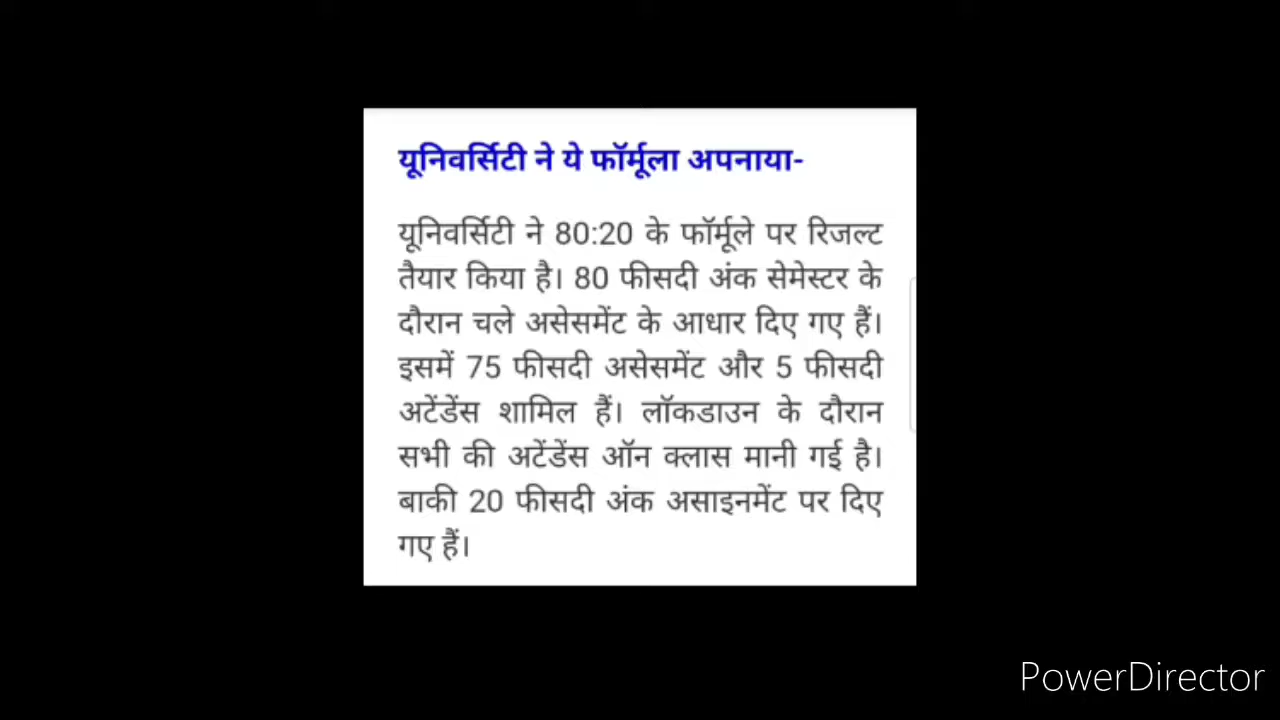 यूनिवर्सिटी ने ये फॉर्मूला अपनाया-
यूनिवर्सिटी ने 80:20 के फॉर्मूले पर रिजल्ट
तैयार किया है। 80 फीसदी अंक सेमेस्टर के
दौरान चले असेसमेंट के आधार दिए गए हैं।
इसमें 75 फीसदी असेसमेंट और 5 फीसदी
अटेंडेंस शामिल हैं। लॉकडाउन के दौरान
सभी की अटेंडेंस ऑन क्लास मानी गई है।
बाकी 20 फीसदी अंक असाइनमेंट पर दिए
गए हैं।
PowerDirector